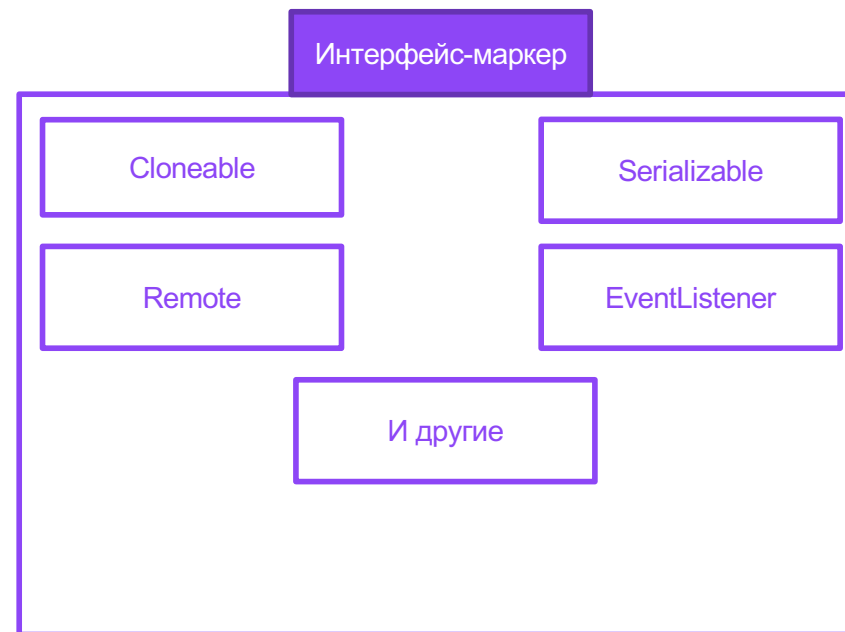 Интерфейс-маркер
Cloneable
Serializable
Remote
EventListener
И другие